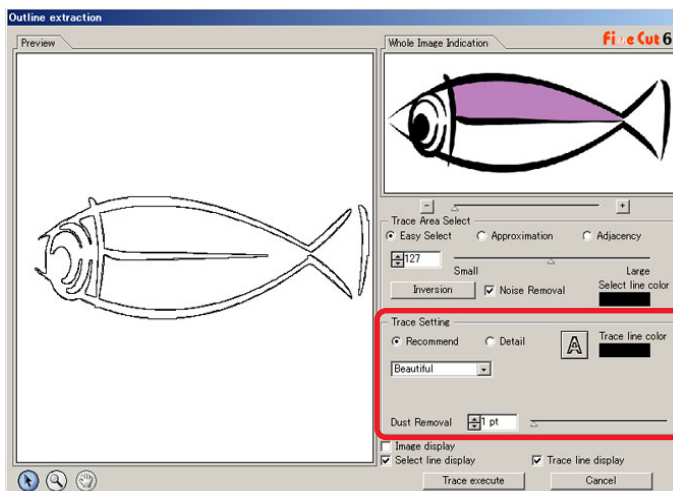 Outline extraction
Preview
Whole Image Indication
Fine Cut 6
- +
Trace Area Select
Easy Select Approximation Adjacency
127
Small Large
Inversion Noise Removal Select line color
Trace Setting
Recommend Detail A Trace line color
Beautiful
Dust Removal 1 pt
Image display
Select line display Trace line display
Trace execute Cancel